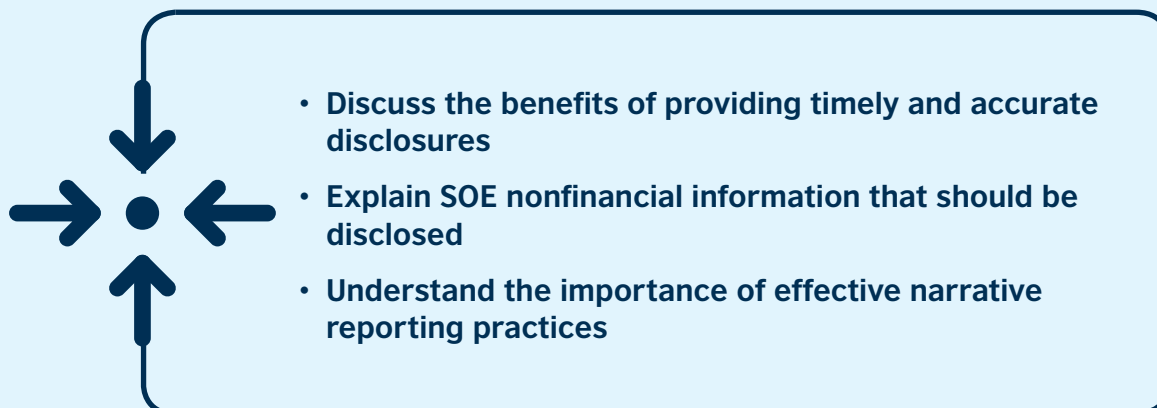 • Discuss the benefits of providing timely and accurate
disclosures
• Explain SOE nonfinancial information that should be
disclosed
• Understand the importance of effective narrative
reporting practices